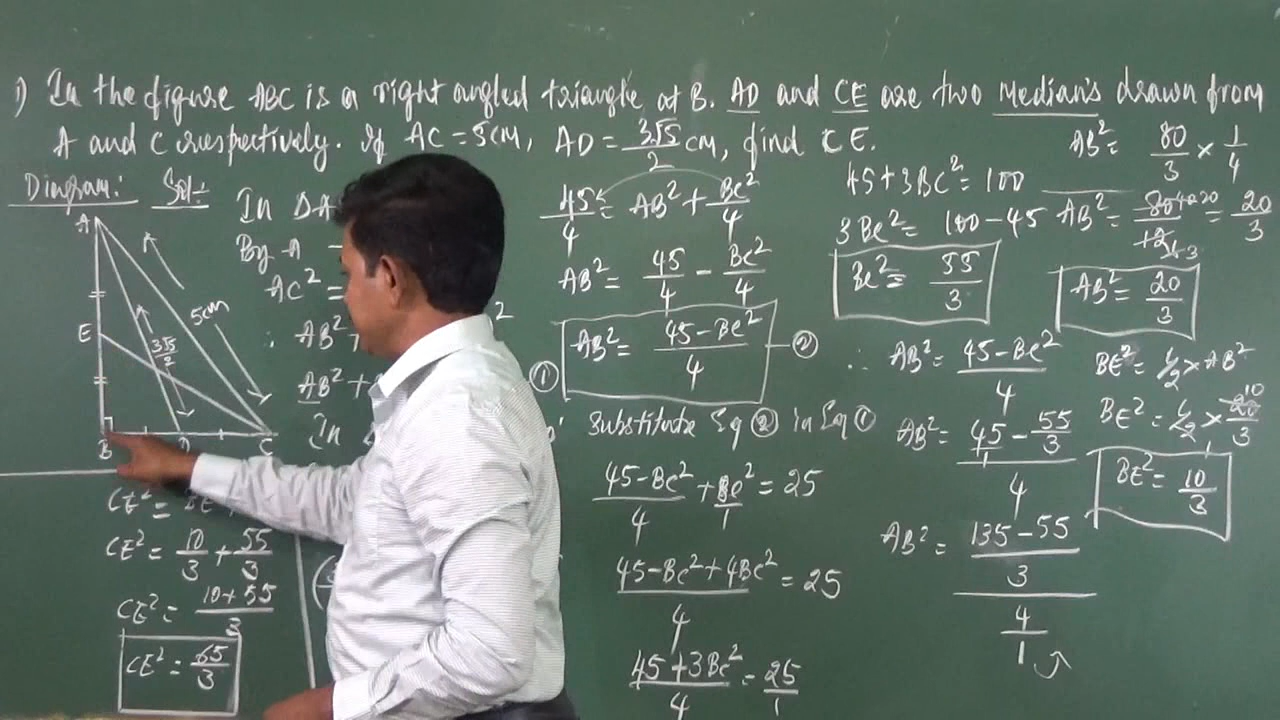 1) In the figure ABC is a right angled triangle at B. AD and CE are two Median's drawn from
A and C respectively. If AC = 5cm, AD = 3√5/2 cm, find CE.
Diagram:
A
E
B
D
C
5cm
3√5/2
Sol:-
In ΔA
By
AC² =
∴ AB²
AB² +
①
In Δ
45/4 = AB² + BC²/4
AB² = 45/4 - BC²/4
AB² = (45-BC²)/4 - ②
Substitute Eq ② in Eq ①
(45-BC²)/4 + BC²/1 = 25
(45-BC²+4BC²)/4 = 25
(45+3BC²)/4 = 25/1
45+3BC² = 100
3BC² = 100-45
BC² = 55/3
∴ AB² = (45-BC²)/4
AB² = (45/1 - 55/3)/4
AB² = ((135-55)/3)/(4/1)
AB² = 80/3 × 1/4
AB² = 80/12 = 20/3
AB² = 20/3
BE² = 1/2 × AB²
BE² = 1/2 × 20/3
BE² = 10/3
CE² = BE²
CE² = 10/3 + 55/3
CE² = (10+55)/3
CE² = 65/3